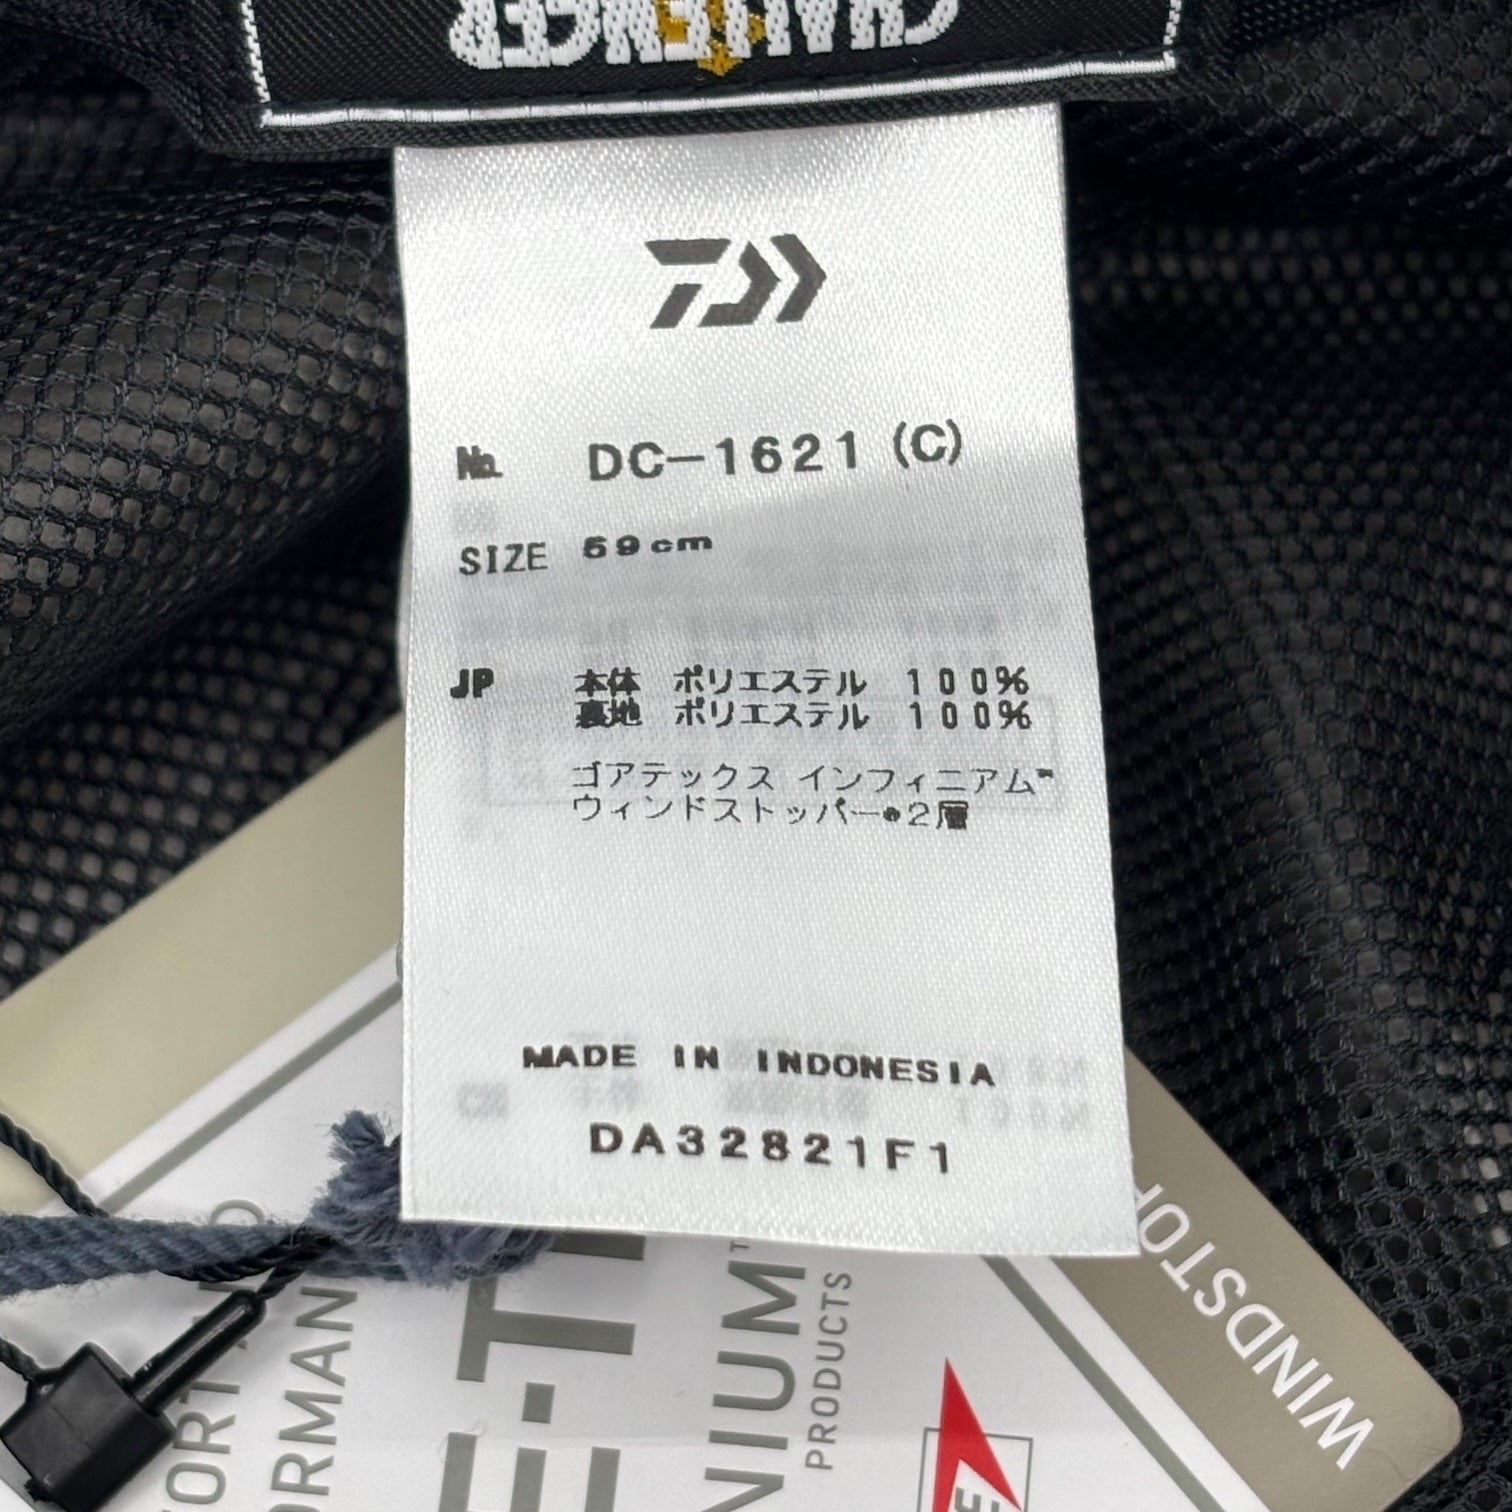 CHALLENGER
No. DC-1621 (C)
SIZE 59cm
JP 本体 ポリエステル 100%
裏地 ポリエステル 100%
ゴアテックス インフィニアム™
ウィンドストッパー®2層
MADE IN INDONESIA
DA32821F1
WINDSTOP
NIUM
PRODUCTS
ORMAN